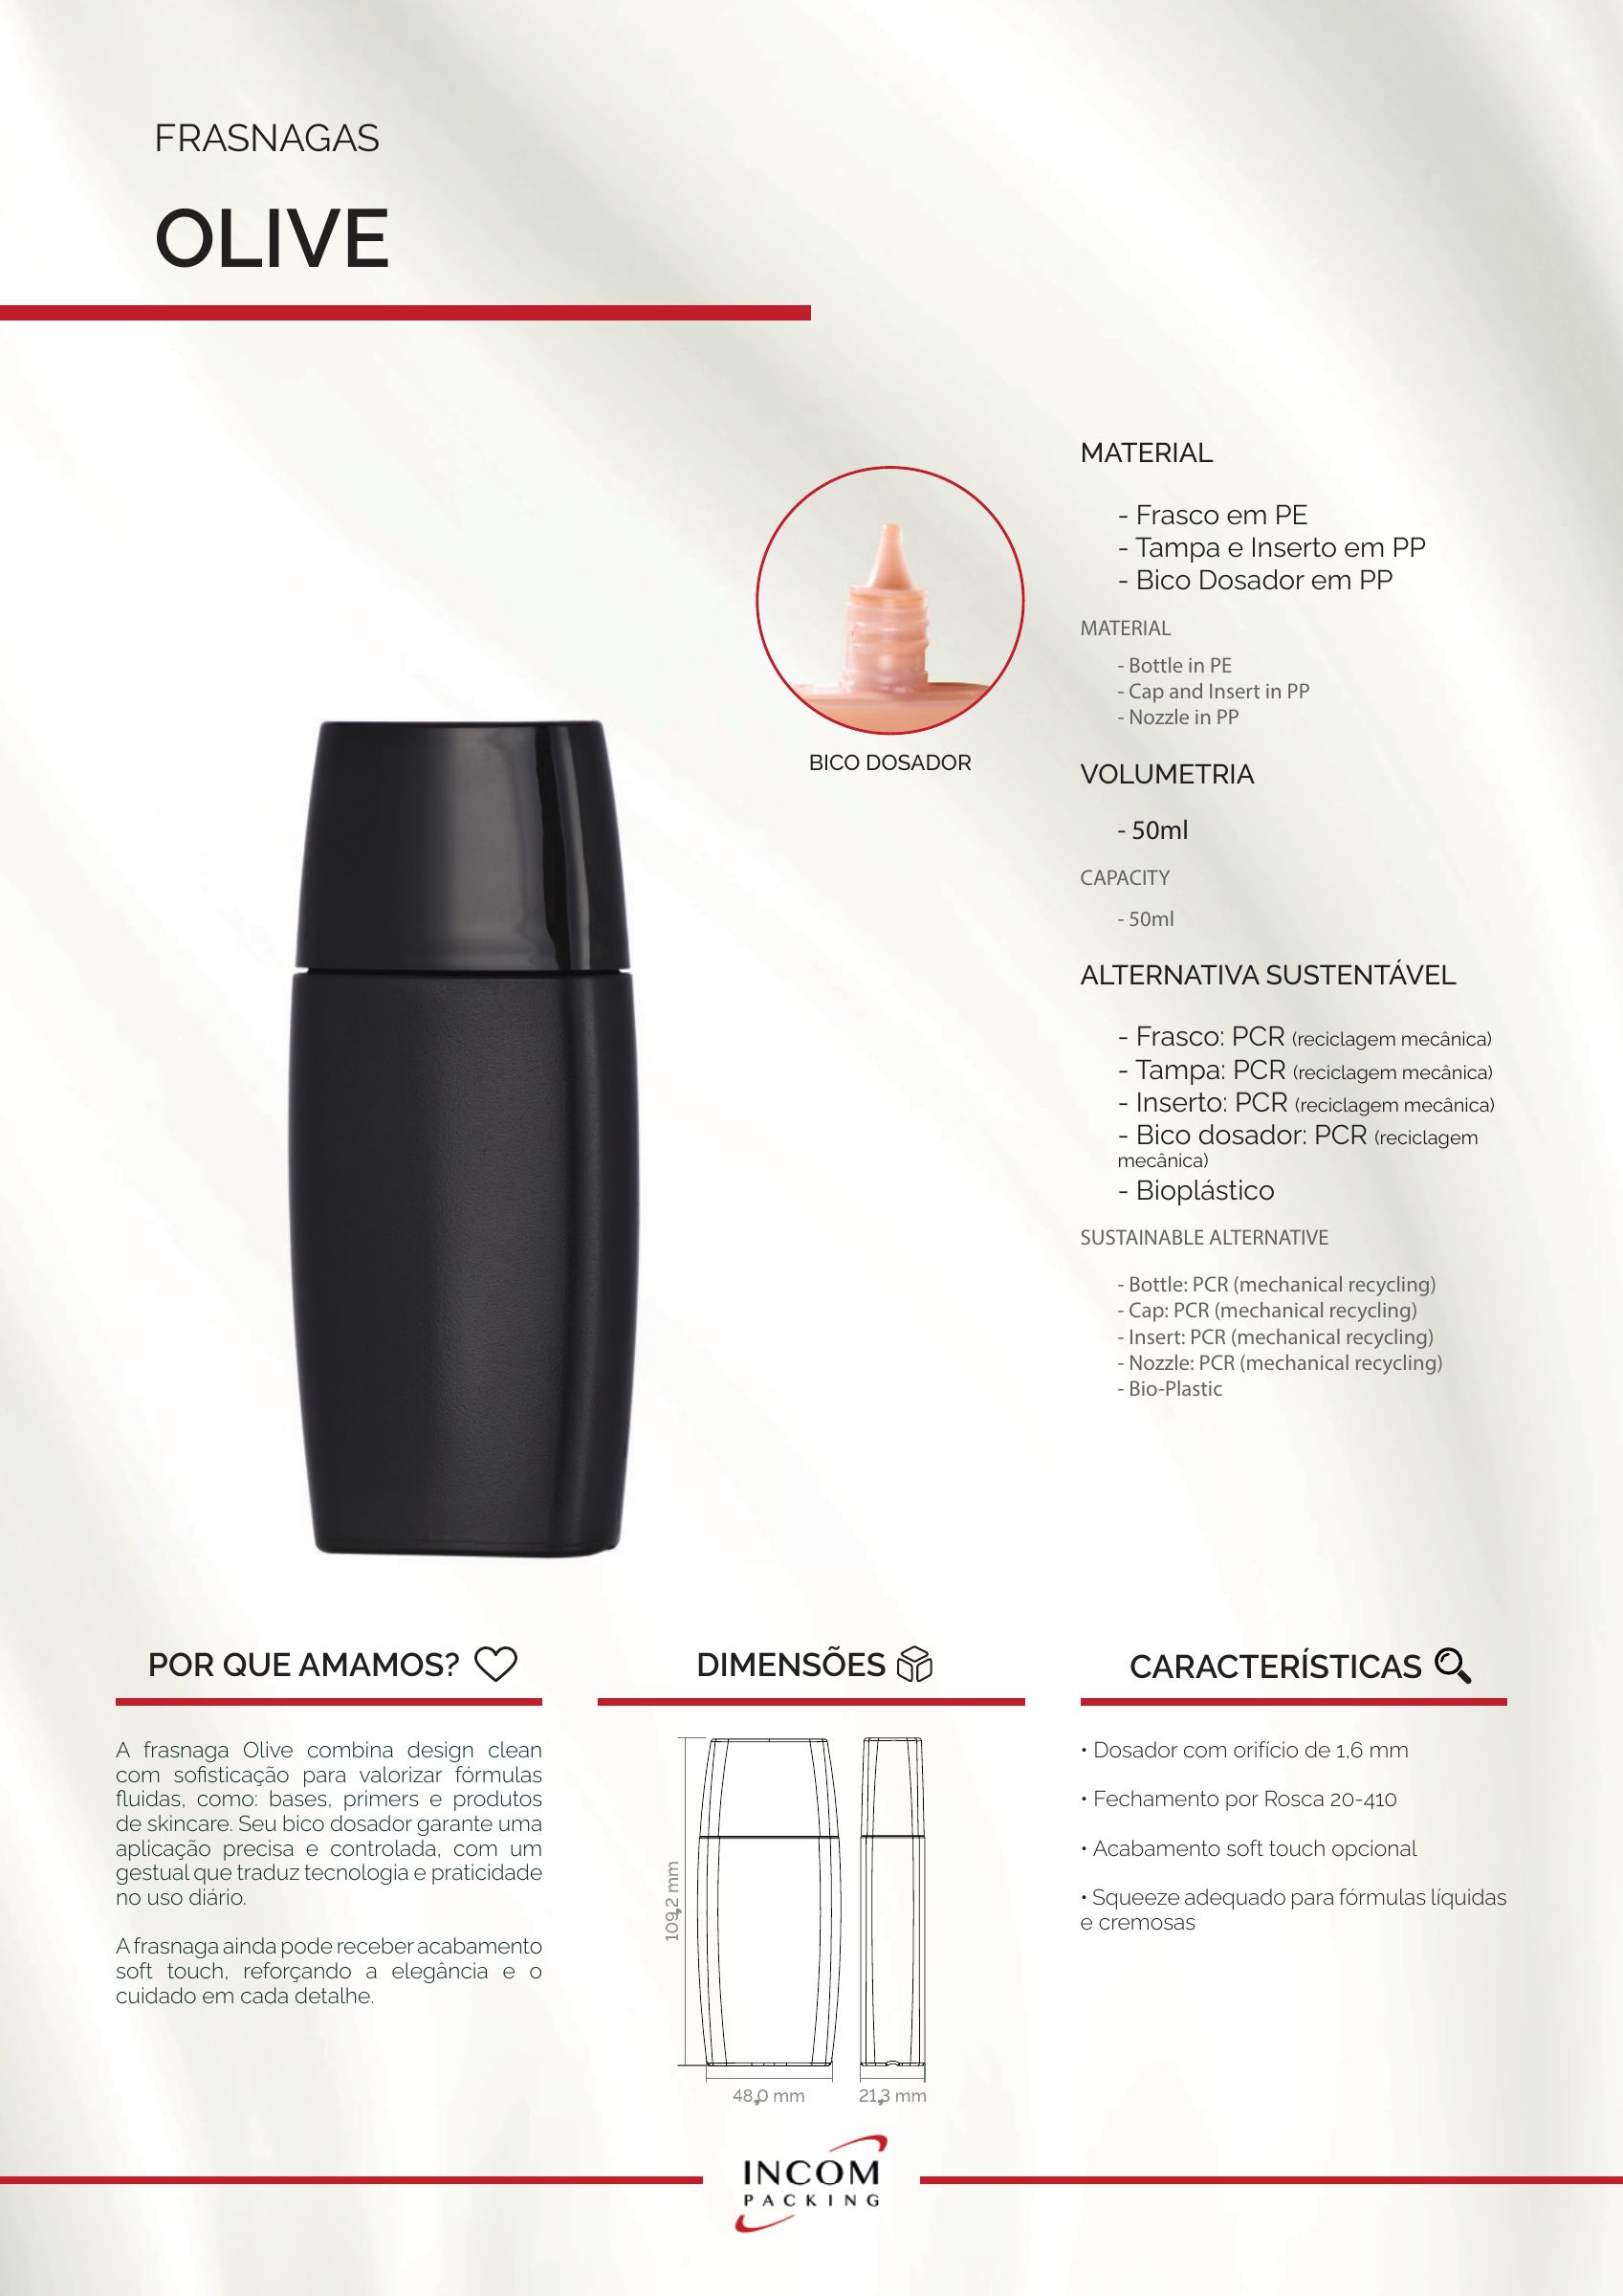 FRASNAGAS
OLIVE
BICO DOSADOR
MATERIAL
- Frasco em PE
- Tampa e Inserto em PP
- Bico Dosador em PP
MATERIAL
- Bottle in PE
- Cap and Insert in PP
- Nozzle in PP
VOLUMETRIA
- 50ml
CAPACITY
- 50ml
ALTERNATIVA SUSTENTÁVEL
- Frasco: PCR (reciclagem mecânica)
- Tampa: PCR (reciclagem mecânica)
- Inserto: PCR (reciclagem mecânica)
- Bico dosador: PCR (reciclagem
mecânica)
- Bioplástico
SUSTAINABLE ALTERNATIVE
- Bottle: PCR (mechanical recycling)
- Cap: PCR (mechanical recycling)
- Insert: PCR (mechanical recycling)
- Nozzle: PCR (mechanical recycling)
- Bio-Plastic
POR QUE AMAMOS?
A frasnaga Olive combina design clean
com sofisticação para valorizar fórmulas
fluidas, como: bases, primers e produtos
de skincare. Seu bico dosador garante uma
aplicação precisa e controlada, com um
gestual que traduz tecnologia e praticidade
no uso diário.
A frasnaga ainda pode receber acabamento
soft touch, reforçando a elegância e o
cuidado em cada detalhe.
DIMENSÕES
109,2 mm
48,0 mm
21,3 mm
CARACTERÍSTICAS
• Dosador com orifício de 1,6 mm
• Fechamento por Rosca 20-410
• Acabamento soft touch opcional
• Squeeze adequado para fórmulas líquidas
e cremosas
INCOM
PACKING